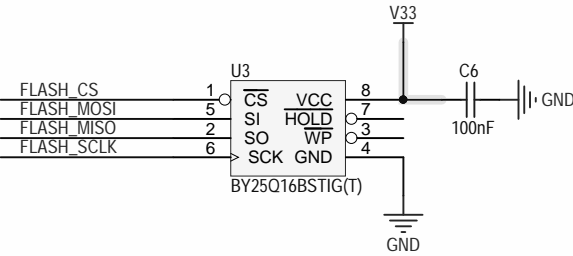 V33
U3
C6
FLASH_CS 1 CS VCC 8
GND
FLASH_MOSI 5 SI HOLD 7
100nF
FLASH_MISO 2 SO WP 3
FLASH_SCLK 6 SCK GND 4
BY25Q16BSTIG(T)
GND